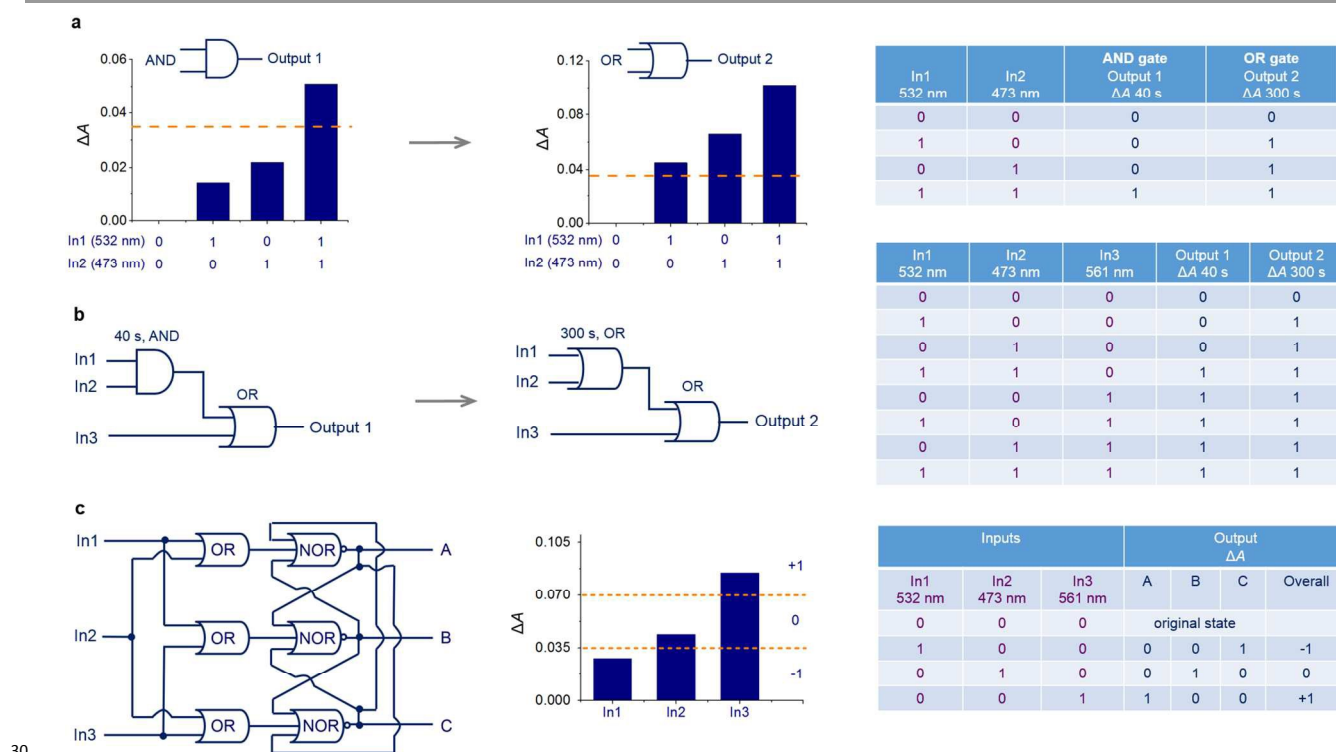 a
AND
Output 1
0.06
0.04
0.02
0.00
ΔA
In1 (532 nm) 0 1 0 1
In2 (473 nm) 0 0 1 1
OR
Output 2
0.12
0.08
0.04
0.00
ΔA
In1 (532 nm) 0 1 0 1
In2 (473 nm) 0 0 1 1
AND gate OR gate
In1 In2 Output 1 Output 2
532 nm 473 nm ΔA 40 s ΔA 300 s
0 0 0 0
1 0 0 1
0 1 0 1
1 1 1 1
b
40 s, AND
In1
In2
OR
In3
Output 1
300 s, OR
In1
In2
OR
In3
Output 2
In1 In2 In3 Output 1 Output 2
532 nm 473 nm 561 nm ΔA 40 s ΔA 300 s
0 0 0 0 0
1 0 0 0 1
0 1 0 0 1
1 1 0 1 1
0 0 1 1 1
1 0 1 1 1
0 1 1 1 1
1 1 1 1 1
c
In1
OR NOR A
In2
OR NOR B
In3
OR NOR C
0.105
0.070
0.035
0.000
ΔA
+1
0
-1
In1 In2 In3
Inputs Output
ΔA
In1 In2 In3 A B C Overall
532 nm 473 nm 561 nm
0 0 0 original state
1 0 0 0 0 1 -1
0 1 0 0 1 0 0
0 0 1 1 0 0 +1
30